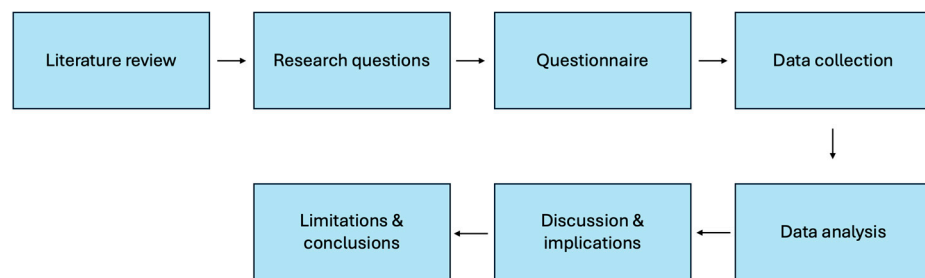 Literature review
Research questions
Questionnaire
Data collection
Data analysis
Discussion &
implications
Limitations &
conclusions